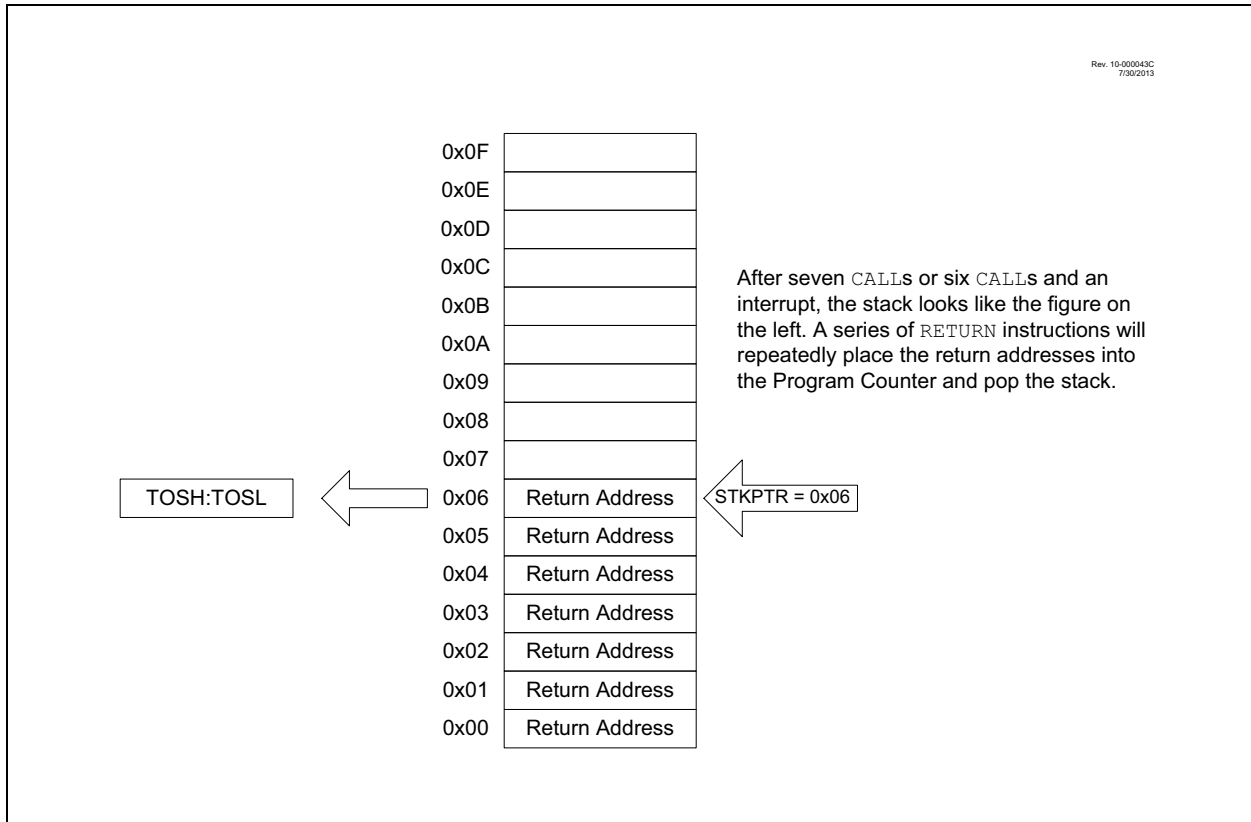 Rev. 10-000043C
7/30/2013
0x0F
0x0E
0x0D
0x0C
0x0B
0x0A
0x09
0x08
0x07
After seven CALLs or six CALLs and an
interrupt, the stack looks like the figure on
the left. A series of RETURN instructions will
repeatedly place the return addresses into
the Program Counter and pop the stack.
TOSH:TOSL
0x06 Return Address
STKPTR = 0x06
0x05 Return Address
0x04 Return Address
0x03 Return Address
0x02 Return Address
0x01 Return Address
0x00 Return Address